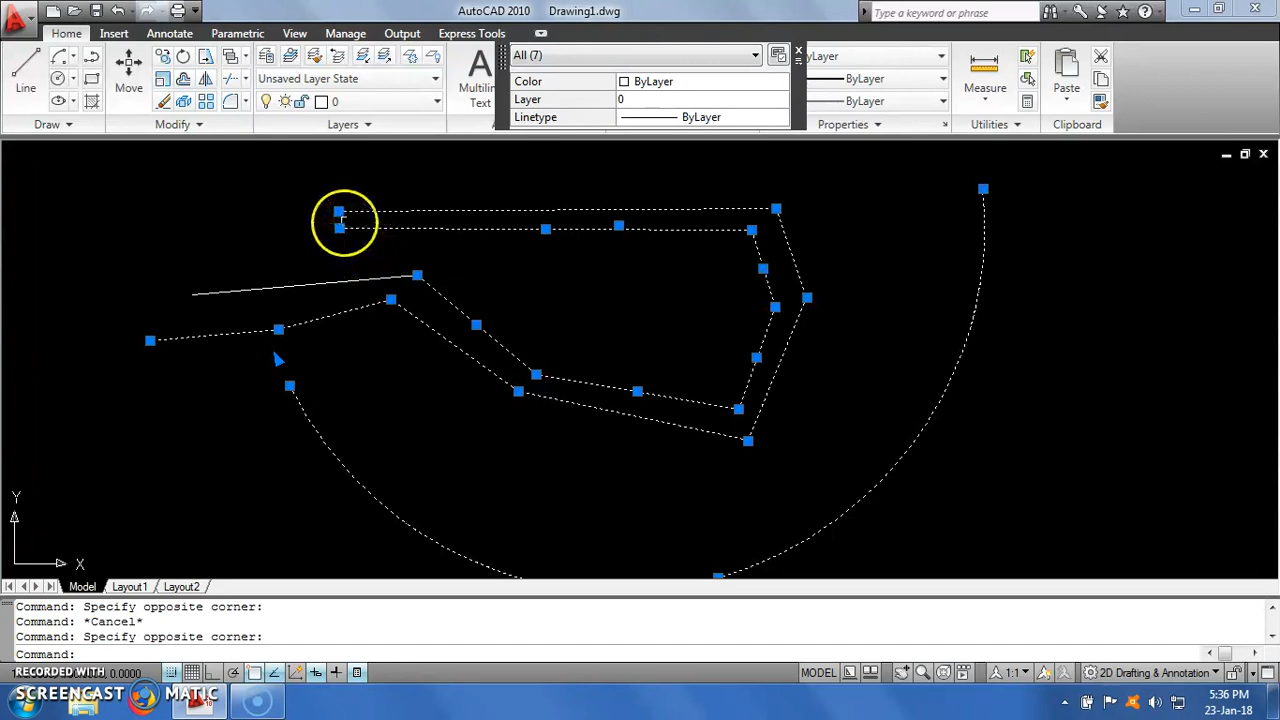 AutoCAD 2010 Drawing1.dwg
Type a keyword or phrase
Home Insert Annotate Parametric View Manage Output Express Tools
All (7)
Color ByLayer
Layer 0
Linetype ByLayer
Line
Move
Unsaved Layer State
0
Multilin
Text
yLayer
ByLayer
ByLayer
Measure
Paste
Draw Modify Layers Properties Utilities Clipboard
Y
X
Model Layout1 Layout2
Command: Specify opposite corner:
Command: *Cancel*
Command: Specify opposite corner:
Command:
RECORDED WITH
0.0000
MODEL 1:1 2D Drafting & Annotation
SCREENCAST MATIC
5:36 PM
23-Jan-18